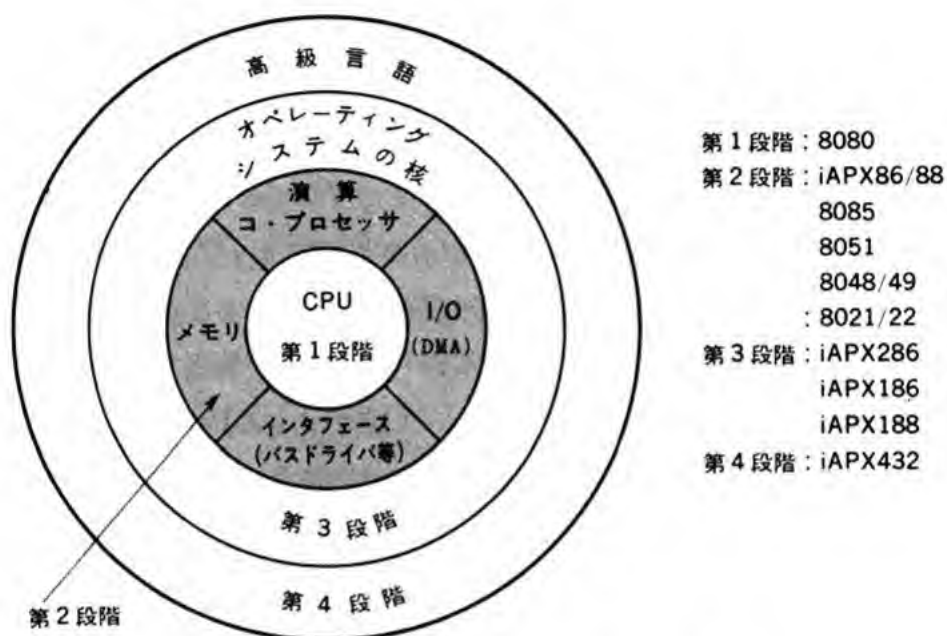 高級言語
オペレーティング
システムの核
演算
コ・プロセッサ
メモリ
CPU
第1段階
I/O
(DMA)
インタフェース
(バスドライバ等)
第3段階
第4段階
第2段階
第1段階：8080
第2段階：iAPX86/88
8085
8051
8048/49
：8021/22
第3段階：iAPX286
iAPX186
iAPX188
第4段階：iAPX432